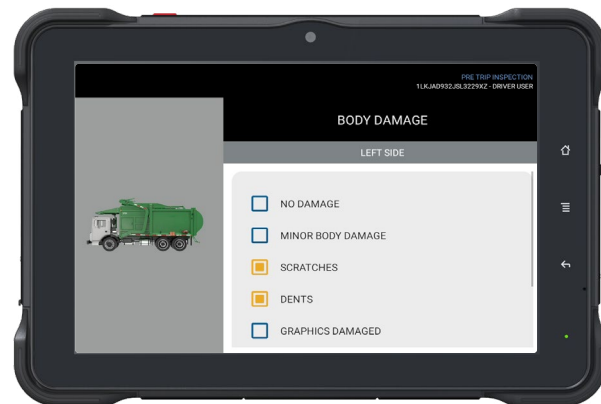 PRE TRIP INSPECTION
1LKJAD932JSL3229XZ - DRIVER USER
BODY DAMAGE
LEFT SIDE
NO DAMAGE
MINOR BODY DAMAGE
SCRATCHES
DENTS
GRAPHICS DAMAGED